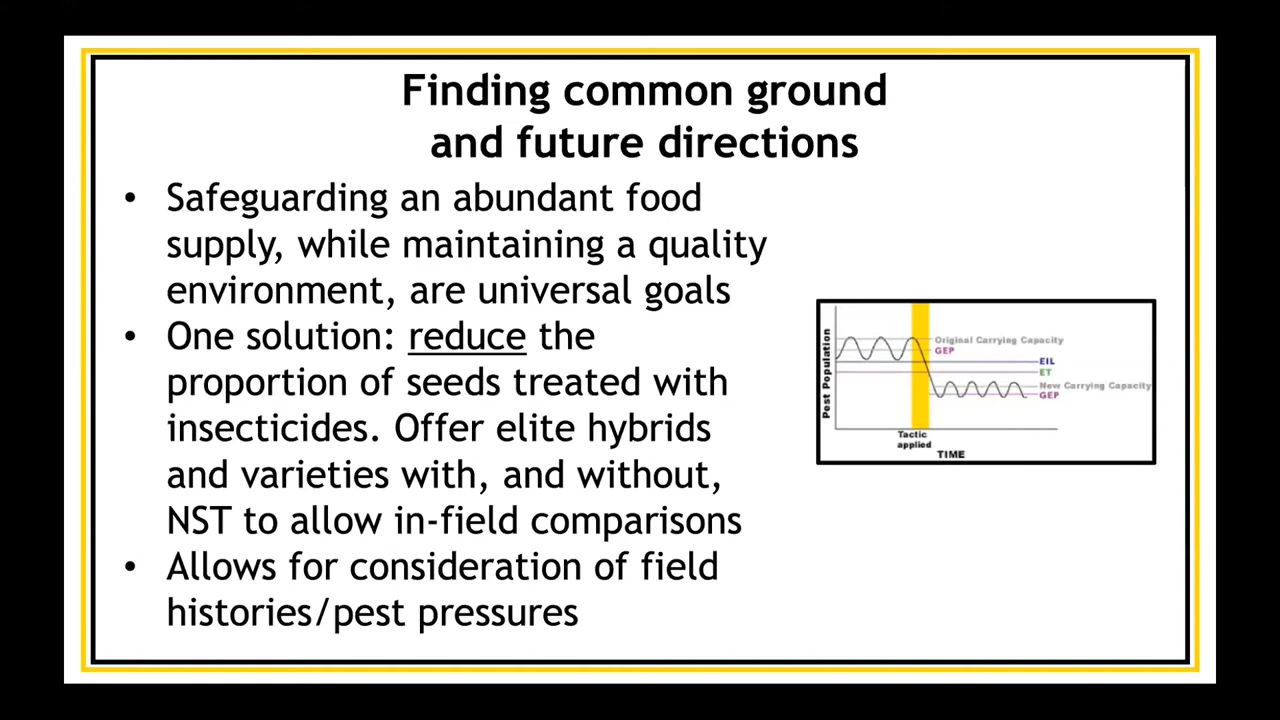 Finding common ground
and future directions
• Safeguarding an abundant food
supply, while maintaining a quality
environment, are universal goals
• One solution: reduce the
proportion of seeds treated with
insecticides. Offer elite hybrids
and varieties with, and without,
NST to allow in-field comparisons
• Allows for consideration of field
histories/pest pressures
Pest Population
Original Carrying Capacity
GEP
EIL
ET
New Carrying Capacity
GEP
Tactic
applied
TIME